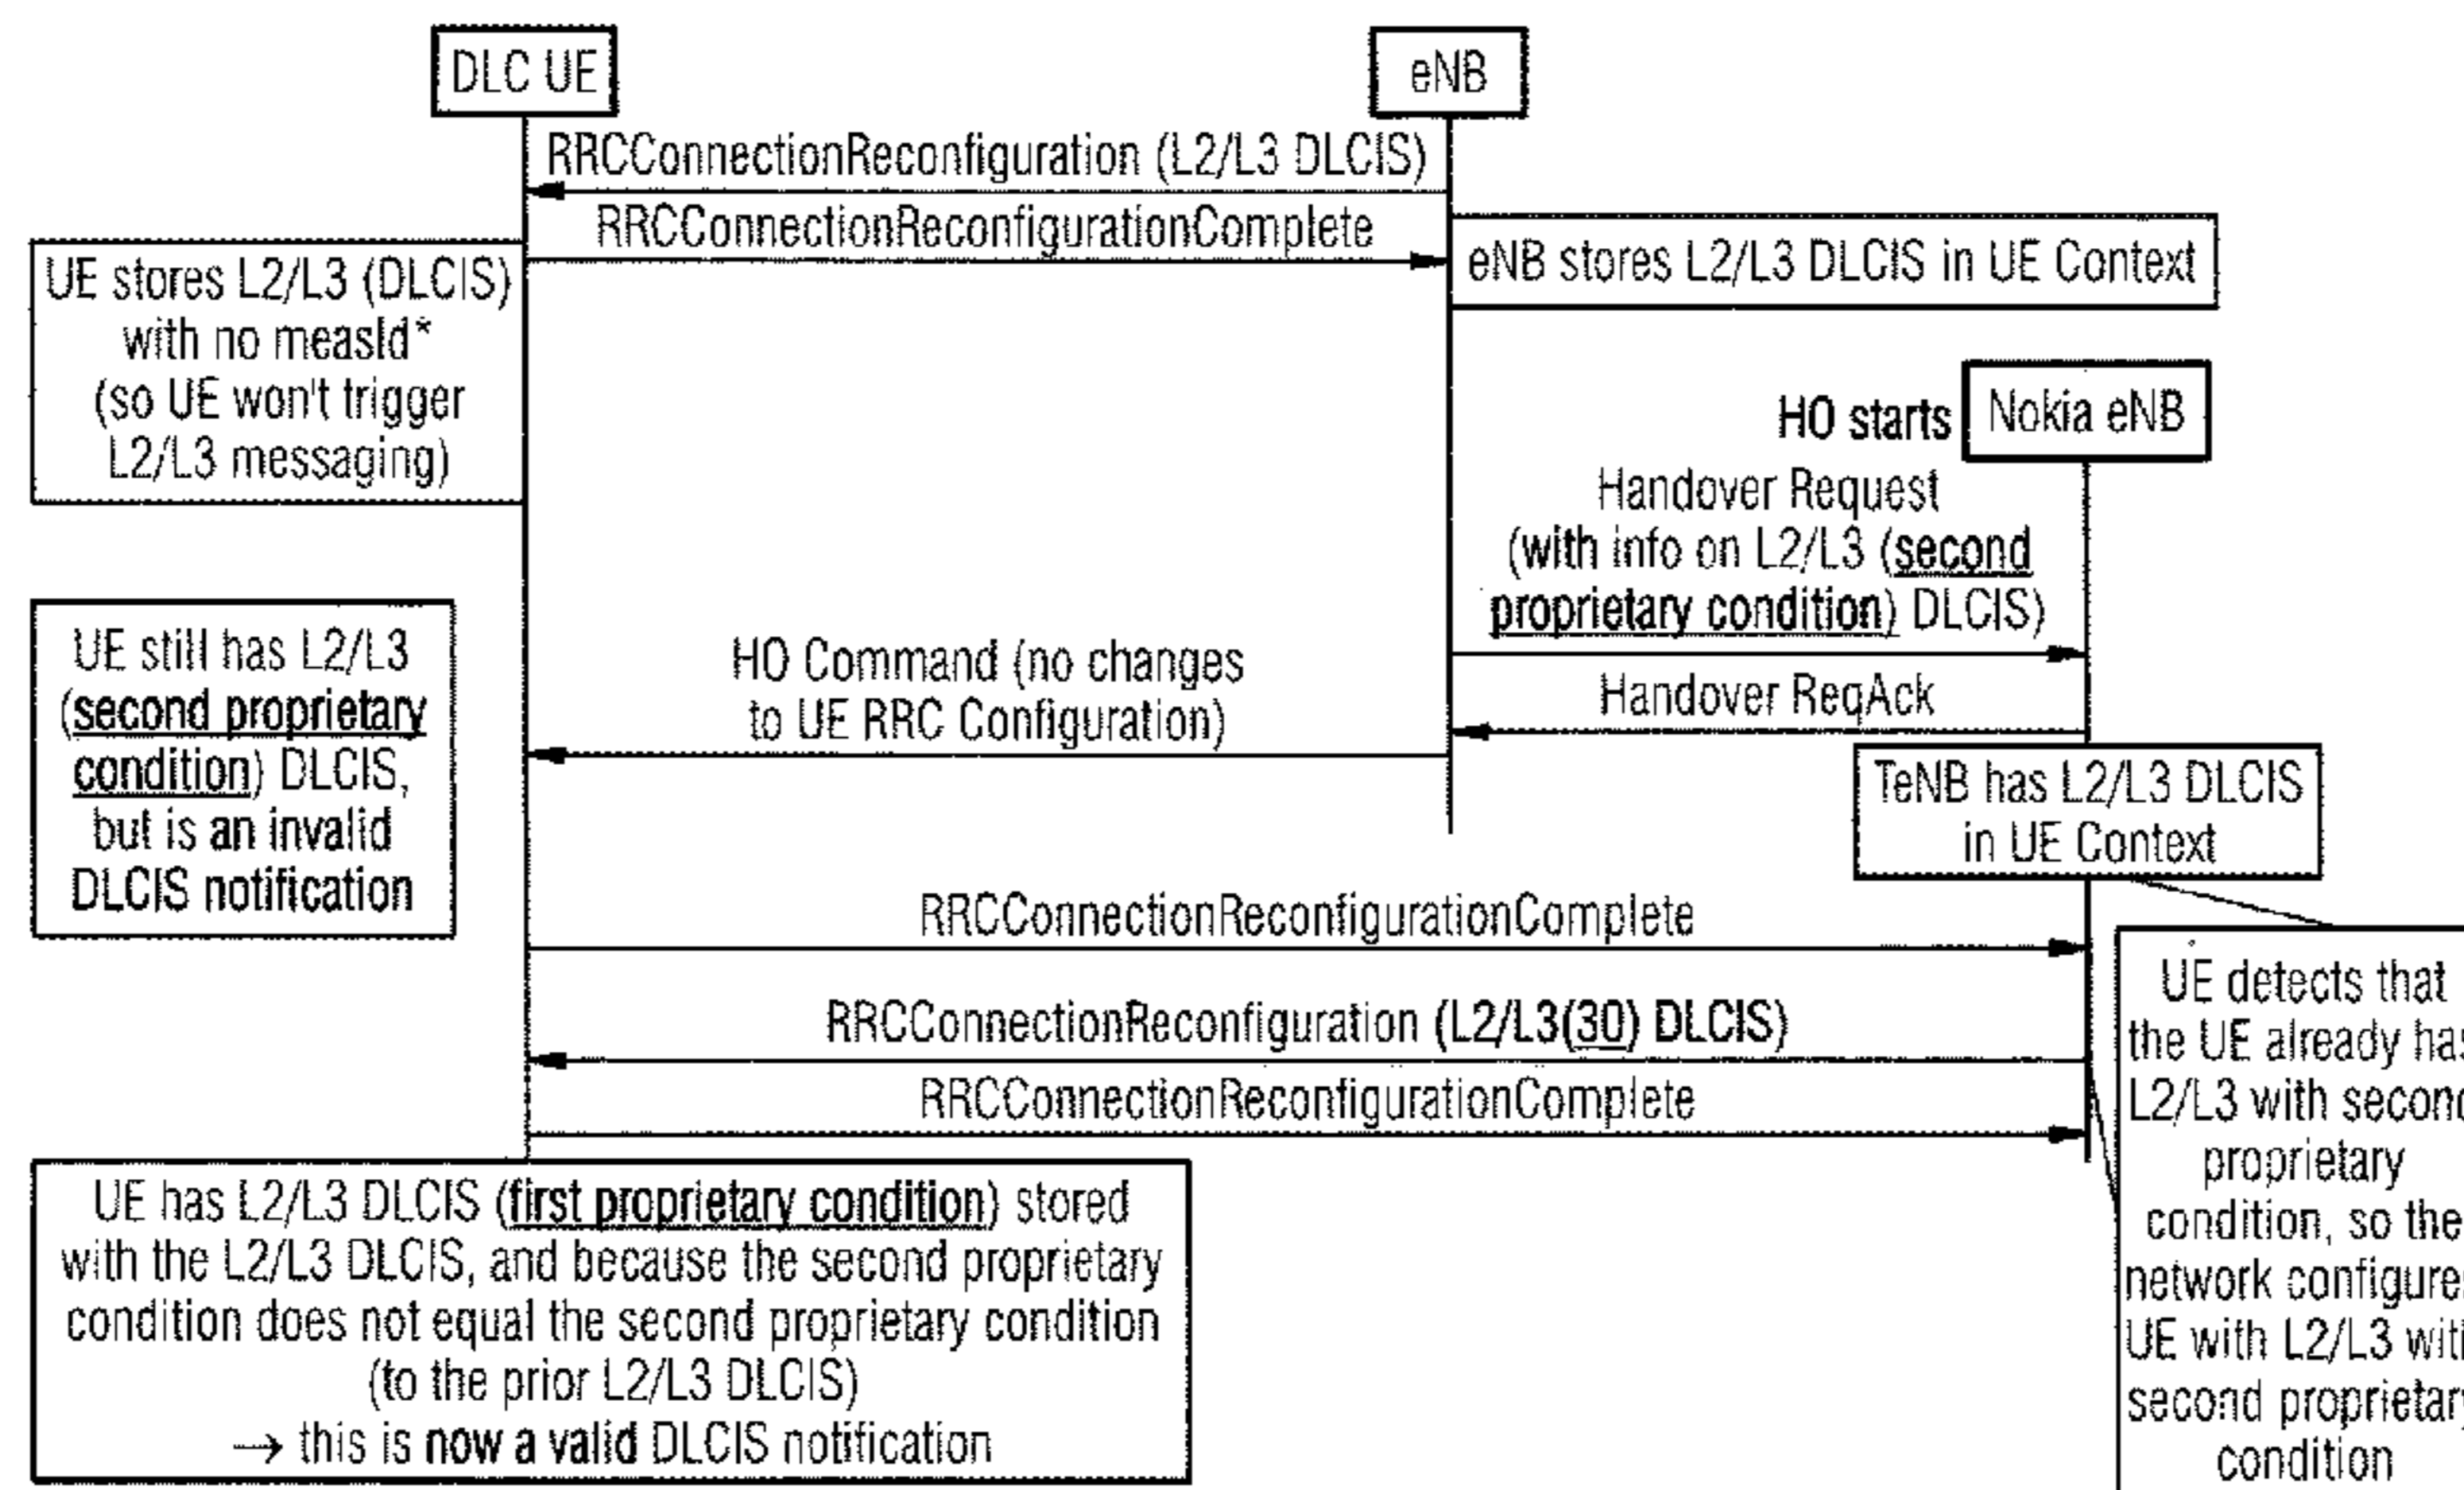 DLC UE
eNB
RRCConnectionReconfiguration (L2/L3 DLCIS)
RRCConnectionReconfigurationComplete
UE stores L2/L3 (DLCIS)
with no measId*
(so UE won't trigger
L2/L3 messaging)
eNB stores L2/L3 DLCIS in UE Context
HO starts
Nokia eNB
Handover Request
(with info on L2/L3 (second
proprietary condition) DLCIS)
UE still has L2/L3
(second proprietary
condition) DLCIS,
but is an invalid
DLCIS notification
HO Command (no changes
to UE RRC Configuration)
Handover ReqAck
TeNB has L2/L3 DLCIS
in UE Context
RRCConnectionReconfigurationComplete
RRCConnectionReconfiguration (L2/L3(30) DLCIS)
RRCConnectionReconfigurationComplete
UE detects that
the UE already has
L2/L3 with second
proprietary
condition, so the
network configures
UE with L2/L3 with
second proprietary
condition
UE has L2/L3 DLCIS (first proprietary condition) stored
with the L2/L3 DLCIS, and because the second proprietary
condition does not equal the second proprietary condition
(to the prior L2/L3 DLCIS)
→ this is now a valid DLCIS notification